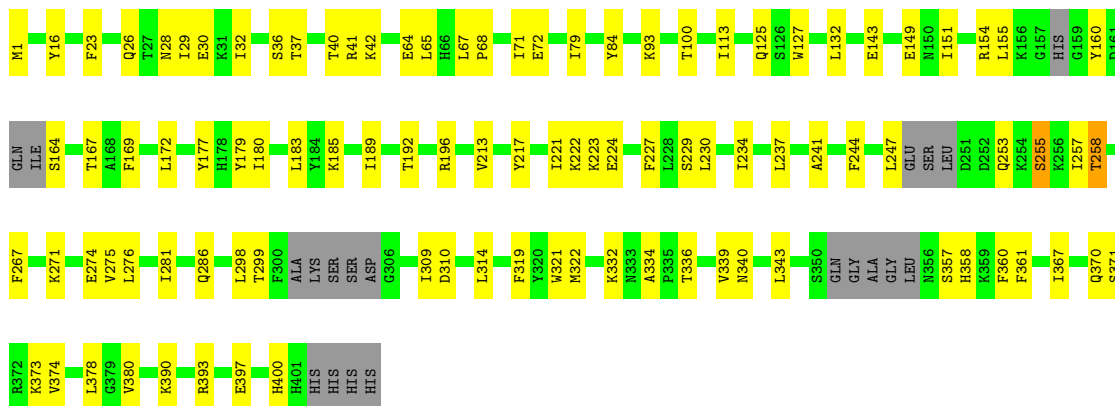 M1 Y16 F23 Q26 T27 N28 I29 E30 K31 I32 S36 T37 T40 R41 K42 E64 L65 H66 L67 P68 I71 E72 I79 Y84 K93 T100 I113 Q125 S126 W127 L132 E143 E149 N150 I151 R154 L155 K156 G157 HIS G159 Y160 D161
GLN ILE S164 T167 A168 F169 L172 Y177 H178 Y179 I180 L183 Y184 K185 I189 T192 R196 V213 Y217 I221 K222 K223 E224 F227 L228 S229 L230 I234 L237 A241 F244 L247 GLU SER LEU D251 D252 Q253 K254 S255 K256 I257 T258
F267 K271 E274 V275 L276 I281 Q286 L298 T299 F300 ALA LYS SER SER ASP G306 I309 D310 L314 F319 Y320 W321 M322 K332 N333 A334 P335 T336 V339 N340 L343 S350 GLN GLY ALA GLY LEU N356 S357 H358 K359 F360 F361 I367 Q370 S371
R372 K373 V374 L378 G379 V380 K390 R393 E397 H400 H401 HIS HIS HIS HIS